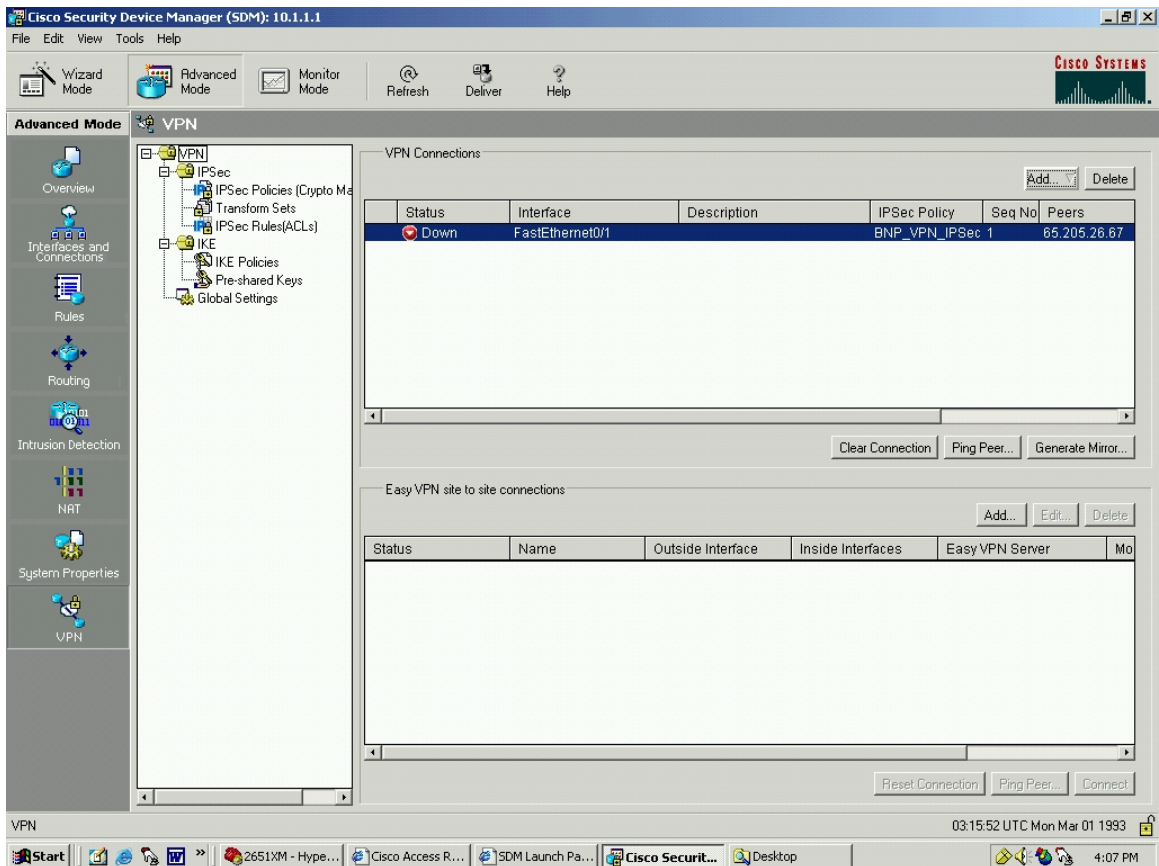 Cisco Security Device Manager (SDM): 10.1.1.1
File Edit View Tools Help
Wizard Mode
Advanced Mode
Monitor Mode
Refresh
Deliver
Help
CISCO SYSTEMS
Advanced Mode
VPN
Overview
Interfaces and Connections
Rules
Routing
Intrusion Detection
NAT
System Properties
VPN
VPN
IPSec
IPSec Policies (Crypto Ma
Transform Sets
IPSec Rules(ACLs)
IKE
IKE Policies
Pre-shared Keys
Global Settings
VPN Connections
Add... Delete
Status Interface Description IPSec Policy Seq No Peers
Down FastEthernet0/1 BNP_VPN_IPSec 1 65.205.26.67
Clear Connection Ping Peer... Generate Mirror...
Easy VPN site to site connections
Add... Edit... Delete
Status Name Outside Interface Inside Interfaces Easy VPN Server Mo
Reset Connection Ping Peer... Connect
VPN
03:15:52 UTC Mon Mar 01 1993
Start » 2651XM - Hype... Cisco Access R... SDM Launch Pa... Cisco Securit... Desktop 4:07 PM